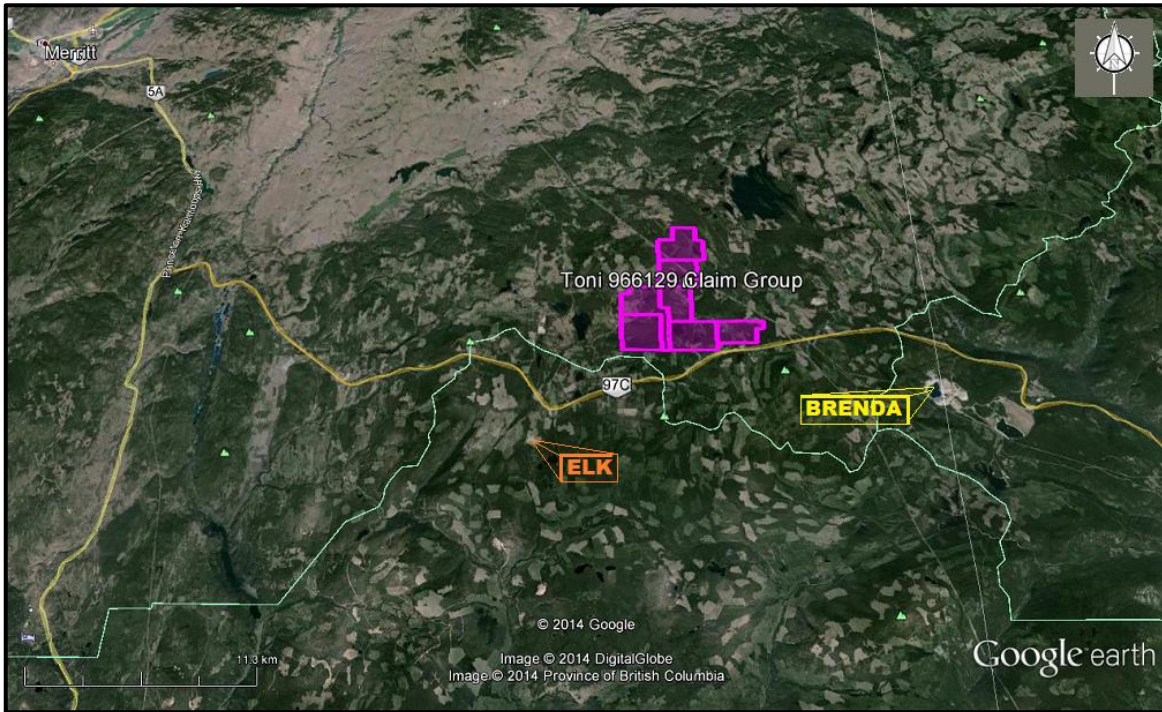 Merritt
5A
N
Princeton-Kamloops Hwy
Toni 966129 Claim Group
97C
BRENDA
ELK
© 2014 Google
11.3 km
Image © 2014 DigitalGlobe
Image © 2014 Province of British Columbia
Google earth